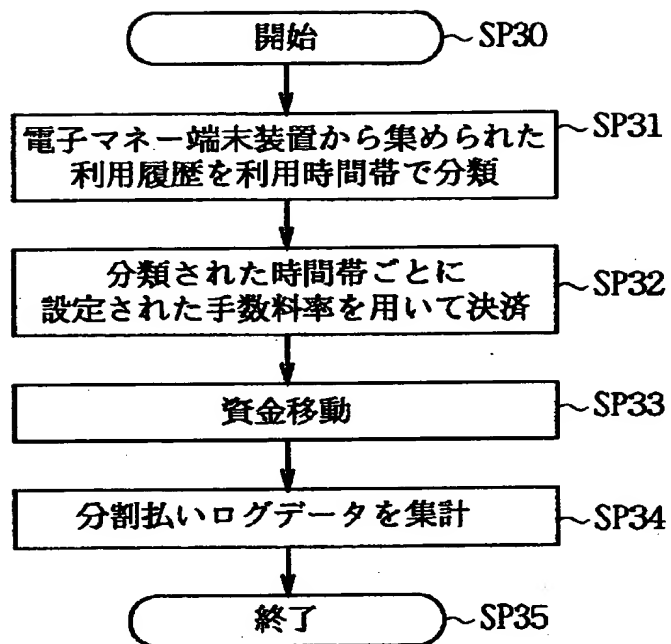 開始
SP30
電子マネー端末装置から集められた
利用履歴を利用時間帯で分類
SP31
分類された時間帯ごとに
設定された手数料率を用いて決済
SP32
資金移動
SP33
分割払いログデータを集計
SP34
終了
SP35